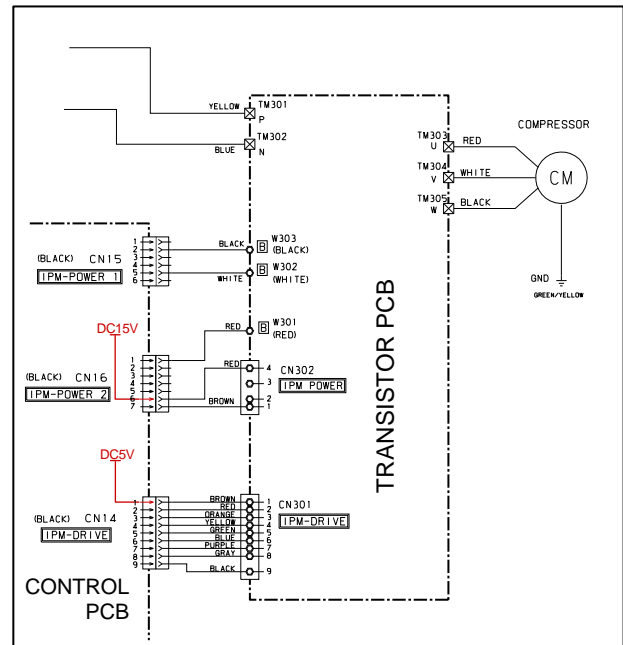 YELLOW TM301
P
TM302
BLUE N
TM303
U RED
TM304
V WHITE
TM305
W BLACK
COMPRESSOR
CM
GND
GREEN/YELLOW
TRANSISTOR PCB
(BLACK) CN15
IPM-POWER 1
1
2
3
4
5
6
BLACK B W303
(BLACK)
WHITE B W302
(WHITE)
RED B W301
(RED)
DC15V
(BLACK) CN16
IPM-POWER 2
1
2
3
4
5
6
7
RED
BROWN
4
3
2
1
CN302
IPM POWER
DC5V
(BLACK) CN14
IPM-DRIVE
1
2
3
4
5
6
7
8
9
BROWN
RED
ORANGE
YELLOW
GREEN
BLUE
PURPLE
GRAY
BLACK
1
2
3
4
5
6
7
8
9
CN301
IPM-DRIVE
CONTROL
PCB